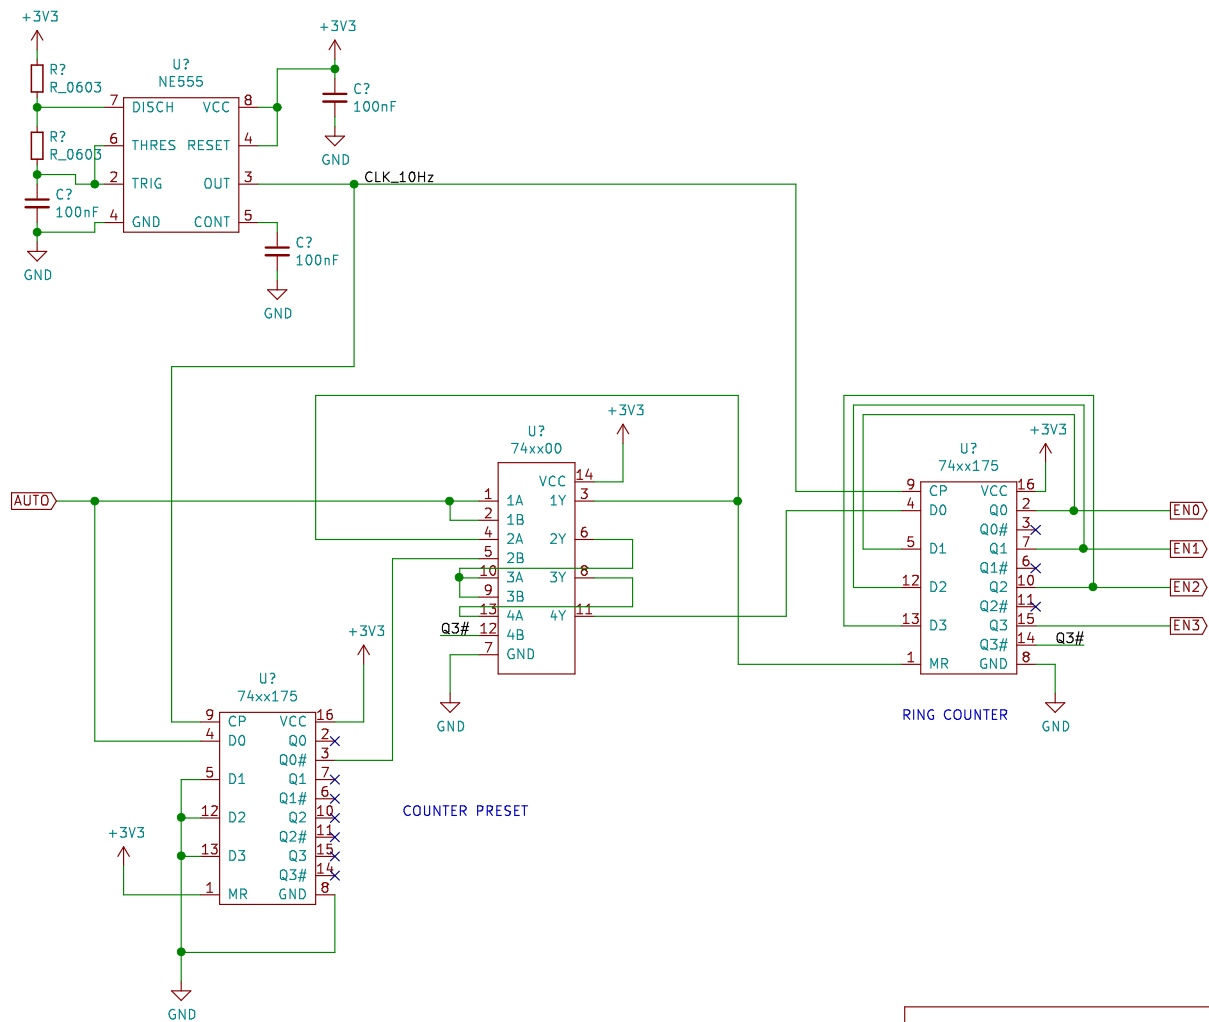 +3V3
R?
R_0603
R?
R_0603
C?
100nF
GND
U?
NE555
7 DISCH VCC 8
6 THRES RESET 4
2 TRIG OUT 3
4 GND CONT 5
+3V3
C?
100nF
GND
CLK_10Hz
C?
100nF
GND
AUTO
U?
74xx00
+3V3
VCC 14
1 1A 1Y 3
2 1B
4 2A 2Y 6
5 2B
10 3A 3Y 8
9 3B
13 4A 4Y 11
Q3# 12 4B
7 GND
GND
U?
74xx175
+3V3
9 CP VCC 16
4 D0 Q0 2
Q0# 3
5 D1 Q1 7
Q1# 6
12 D2 Q2 10
Q2# 11
13 D3 Q3 15
Q3# 14 Q3#
1 MR GND 8
EN0
EN1
EN2
EN3
RING COUNTER
GND
U?
74xx175
+3V3
9 CP VCC 16
4 D0 Q0 2
Q0# 3
5 D1 Q1 7
Q1# 6
12 D2 Q2 10
Q2# 11
13 D3 Q3 15
Q3# 14
1 MR GND 8
+3V3
COUNTER PRESET
GND